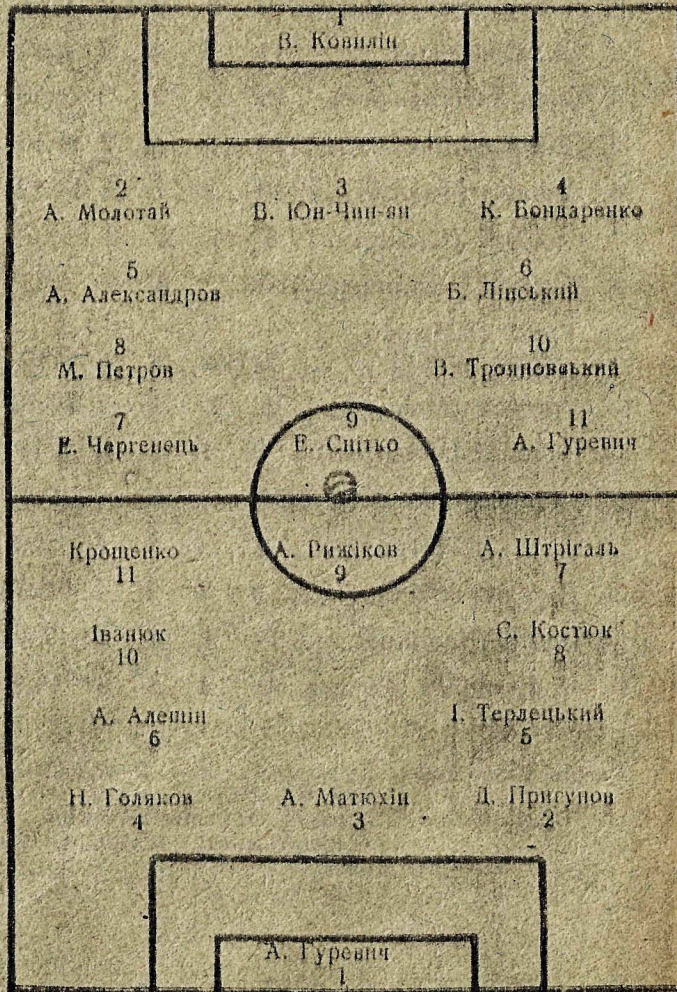 1
В. Ковилін
2 3 4
А. Молотай В. Юн-Чин-ян К. Бондаренко
5 6
А. Александров Б. Лінський
8 10
М. Петров В. Трояновський
7 9 11
Е. Чергенець Е. Снітко А. Гуревич
Крощенко А. Рижіков А. Штрігаль
11 9 7
Іванюк С. Костюк
10 8
А. Алешін І. Терлецький
6 5
Н. Голяков А. Матюхін Д. Пригунов
4 3 2
А. Гуревич
1